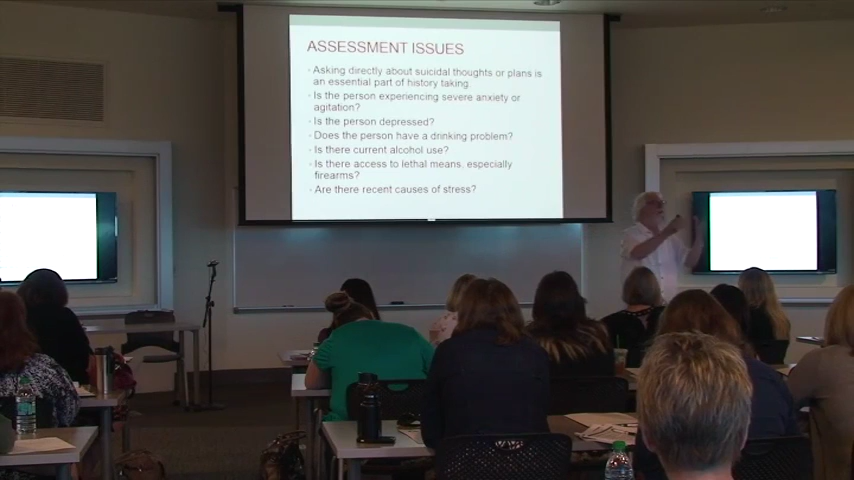 ASSESSMENT ISSUES
Asking directly about suicidal thoughts or plans is
an essential part of history taking.
Is the person experiencing severe anxiety or
agitation?
Is the person depressed?
Does the person have a drinking problem?
Is there current alcohol use?
Is there access to lethal means, especially
firearms?
Are there recent causes of stress?